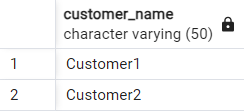 customer_name
character varying (50)
1 Customer1
2 Customer2